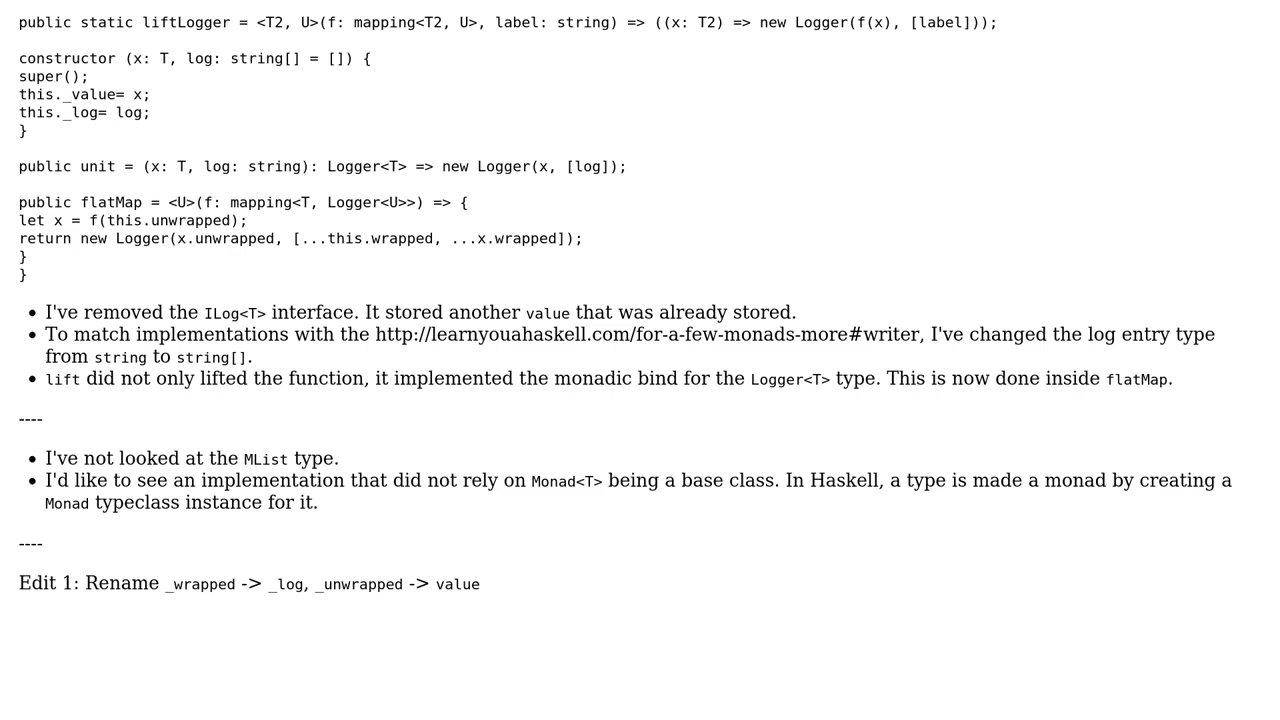 public static liftLogger = <T2, U>(f: mapping<T2, U>, label: string) => ((x: T2) => new Logger(f(x), [label]));
constructor (x: T, log: string[] = []) {
super();
this._value= x;
this._log= log;
}
public unit = (x: T, log: string): Logger<T> => new Logger(x, [log]);
public flatMap = <U>(f: mapping<T, Logger<U>>) => {
let x = f(this.unwrapped);
return new Logger(x.unwrapped, [...this.wrapped, ...x.wrapped]);
}
}
• I've removed the ILog<T> interface. It stored another value that was already stored.
• To match implementations with the http://learnyouahaskell.com/for-a-few-monads-more#writer, I've changed the log entry type
from string to string[].
• lift did not only lifted the function, it implemented the monadic bind for the Logger<T> type. This is now done inside flatMap.
----
• I've not looked at the MList type.
• I'd like to see an implementation that did not rely on Monad<T> being a base class. In Haskell, a type is made a monad by creating a
Monad typeclass instance for it.
----
Edit 1: Rename _wrapped -> _log, _unwrapped -> value